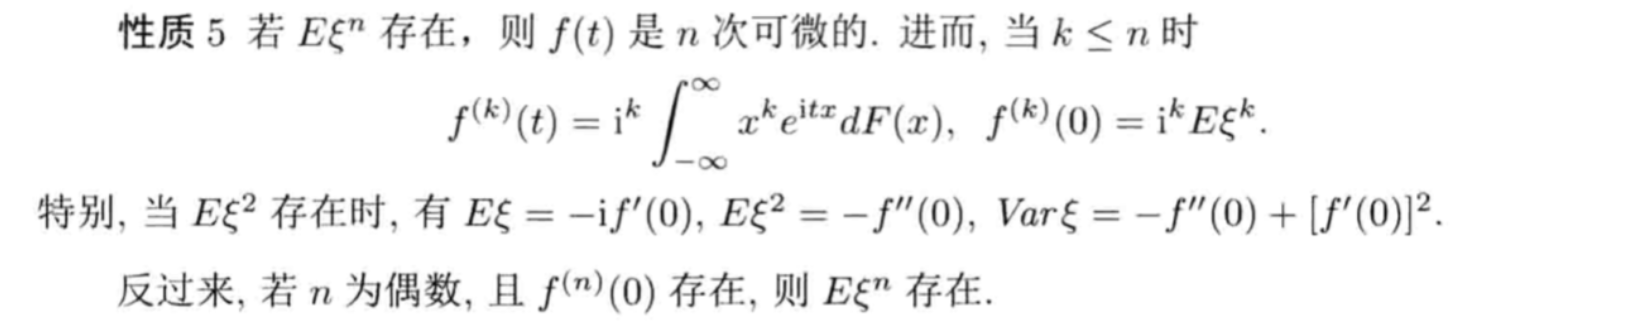 性质 5 若 $E\xi^n$ 存在，则 $f(t)$ 是 $n$ 次可微的. 进而, 当 $k \leq n$ 时
$f^{(k)}(t) = \mathrm{i}^k \int_{-\infty}^{\infty} x^k e^{\mathrm{i}tx} dF(x), \ f^{(k)}(0) = \mathrm{i}^k E\xi^k.$
特别, 当 $E\xi^2$ 存在时, 有 $E\xi = -\mathrm{i}f'(0)$, $E\xi^2 = -f''(0)$, $Var\xi = -f''(0) + [f'(0)]^2$.
反过来, 若 $n$ 为偶数, 且 $f^{(n)}(0)$ 存在, 则 $E\xi^n$ 存在.